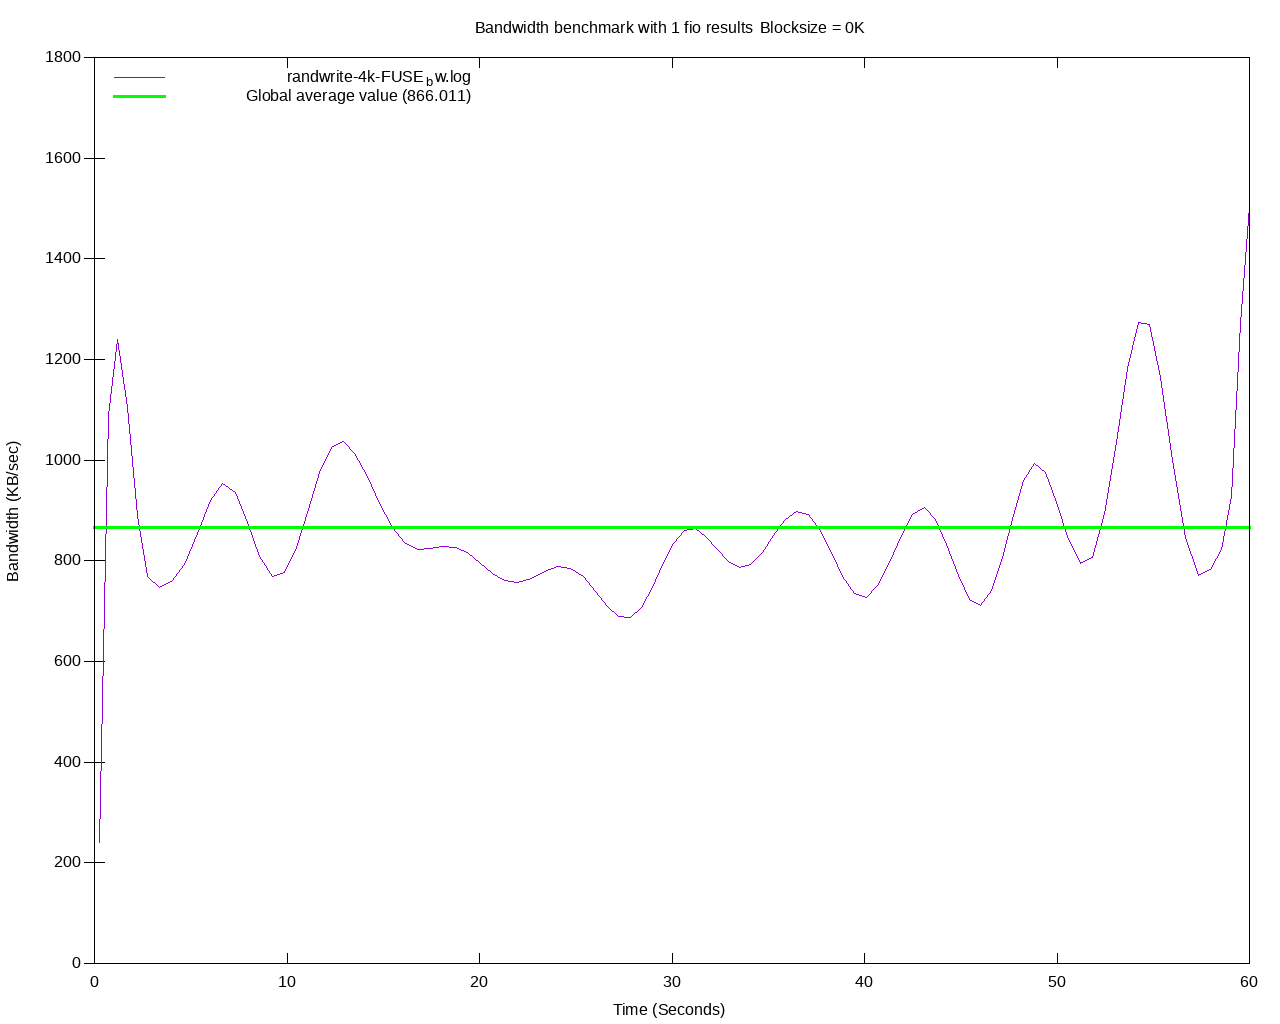 Bandwidth benchmark with 1 fio results Blocksize = 0K
1800
1600
1400
1200
1000
800
600
400
200
0
randwrite-4k-FUSE_bw.log
Global average value (866.011)
Bandwidth (KB/sec)
0 10 20 30 40 50 60
Time (Seconds)